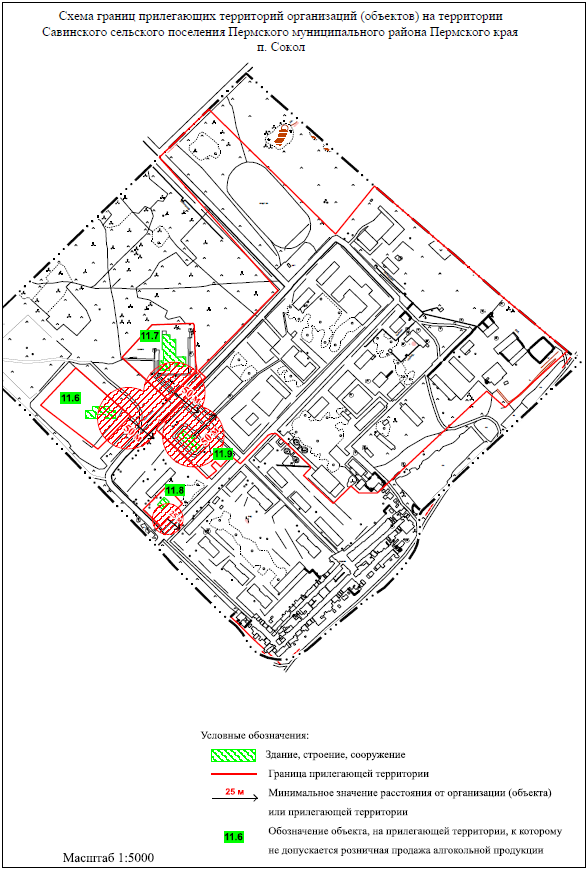 Схема границ прилегающих территорий организаций (объектов) на территории
Савинского сельского поселения Пермского муниципального района Пермского края
п. Сокол
11.7
11.6
11.9
11.8
Условные обозначения:
Здание, строение, сооружение
Граница прилегающей территории
25 м
Минимальное значение расстояния от организации (объекта)
или прилегающей территории
11.6
Обозначение объекта, на прилегающей территории, к которому
не допускается розничная продажа алгокольной продукции
Масштаб 1:5000